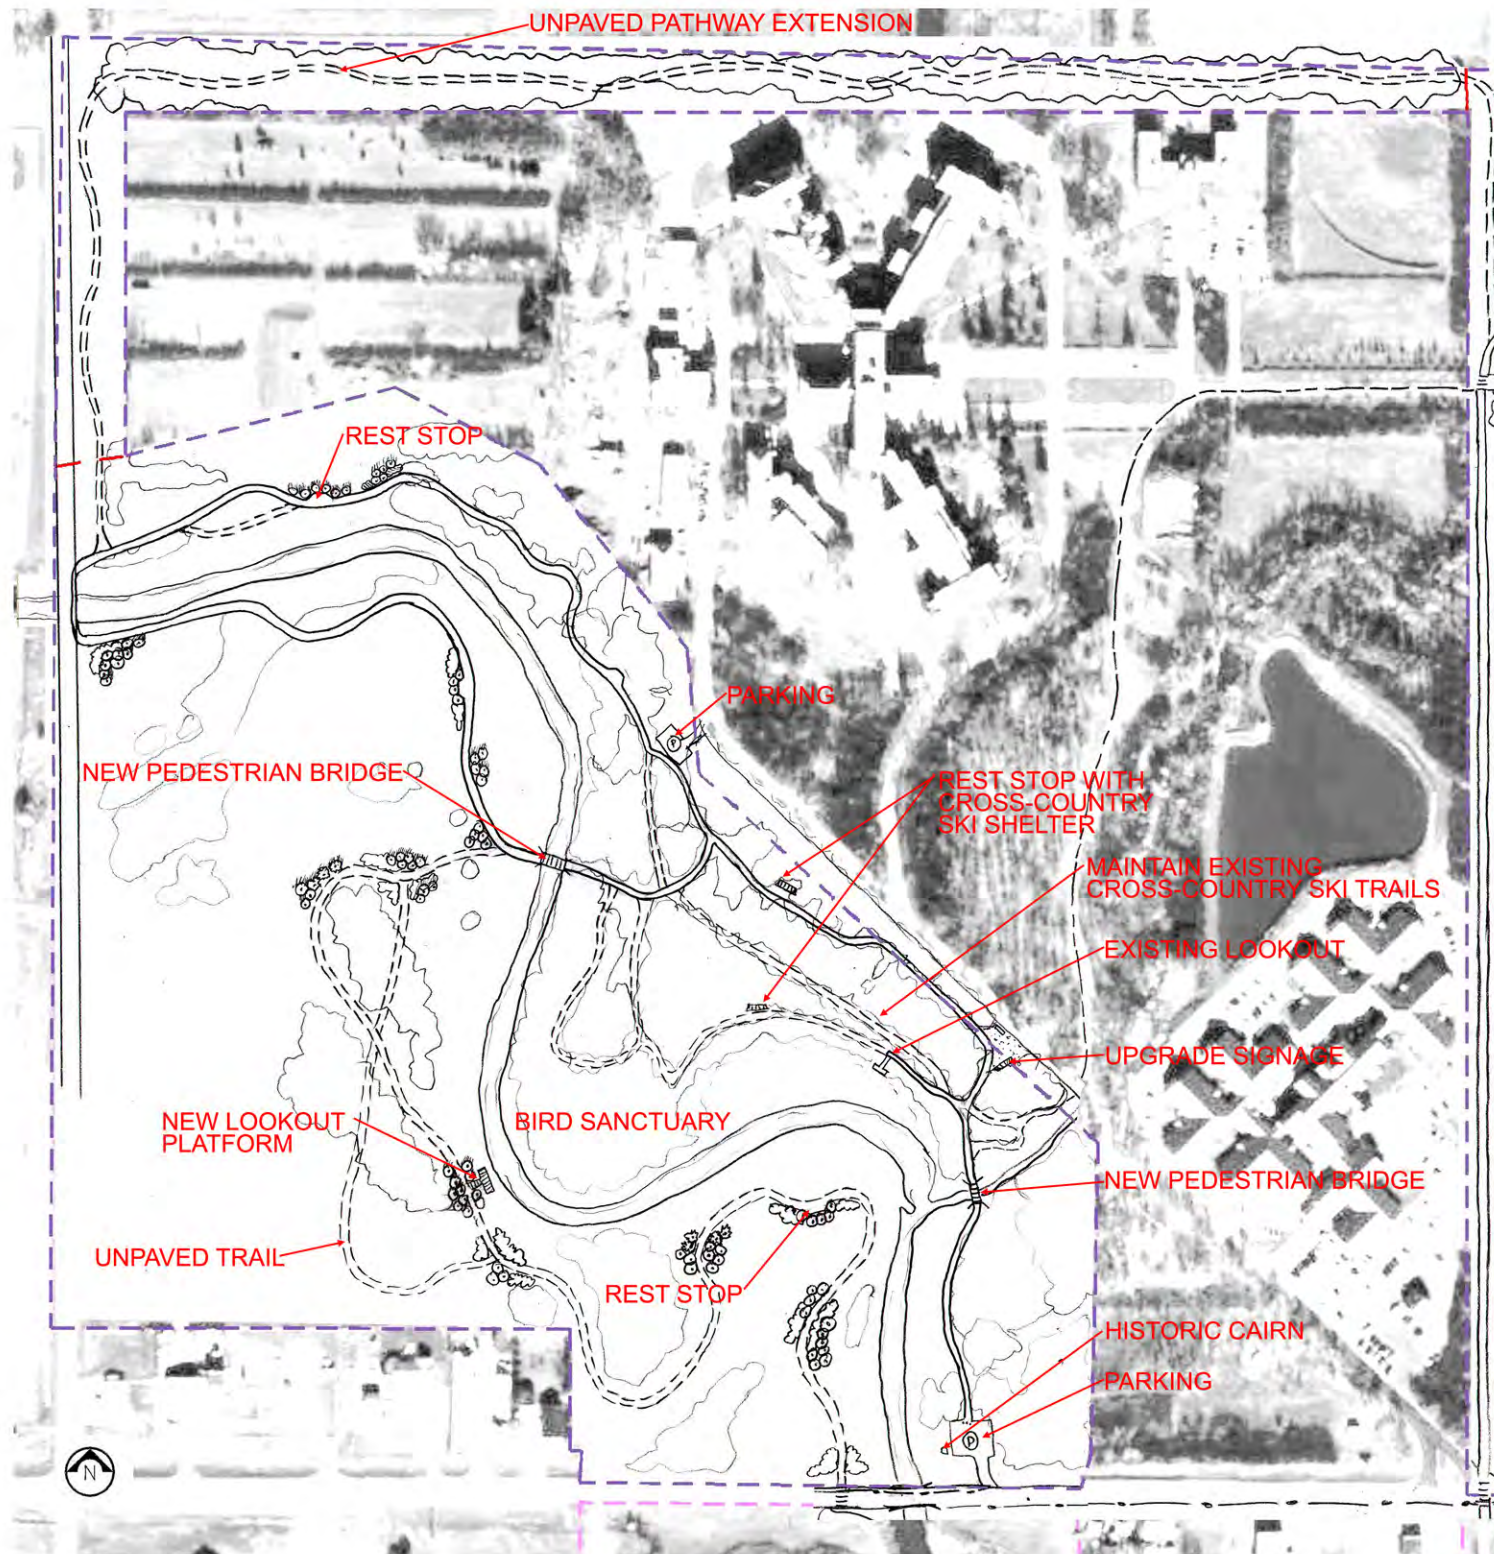 UNPAVED PATHWAY EXTENSION
REST STOP
PARKING
P
NEW PEDESTRIAN BRIDGE
REST STOP WITH
CROSS-COUNTRY
SKI SHELTER
MAINTAIN EXISTING
CROSS-COUNTRY SKI TRAILS
EXISTING LOOKOUT
UPGRADE SIGNAGE
NEW LOOKOUT
PLATFORM
BIRD SANCTUARY
NEW PEDESTRIAN BRIDGE
UNPAVED TRAIL
REST STOP
HISTORIC CAIRN
PARKING
P
N